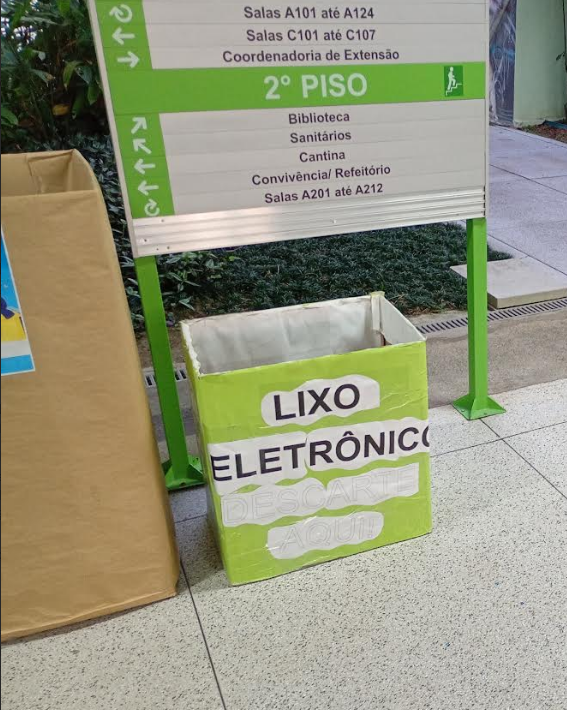 Salas A101 até A124
Salas C101 até C107
Coordenadoria de Extensão
2º PISO
Biblioteca
Sanitários
Cantina
Convivência/ Refeitório
Salas A201 até A212
LIXO
ELETRÔNICO
DESCARTE
AQUI!